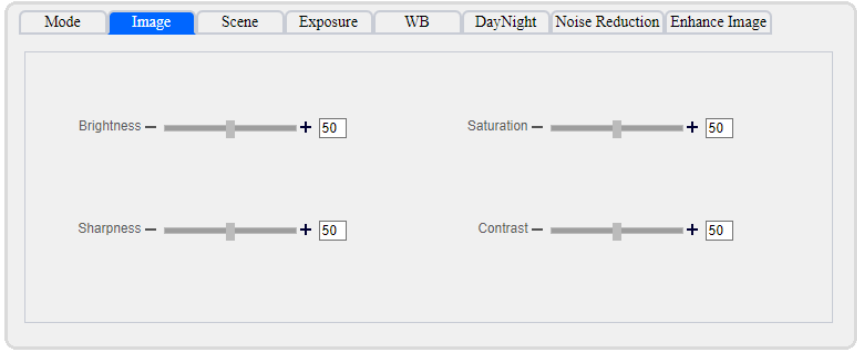 Mode Image Scene Exposure WB DayNight Noise Reduction Enhance Image
Brightness − + 50 Saturation − + 50
Sharpness − + 50 Contrast − + 50